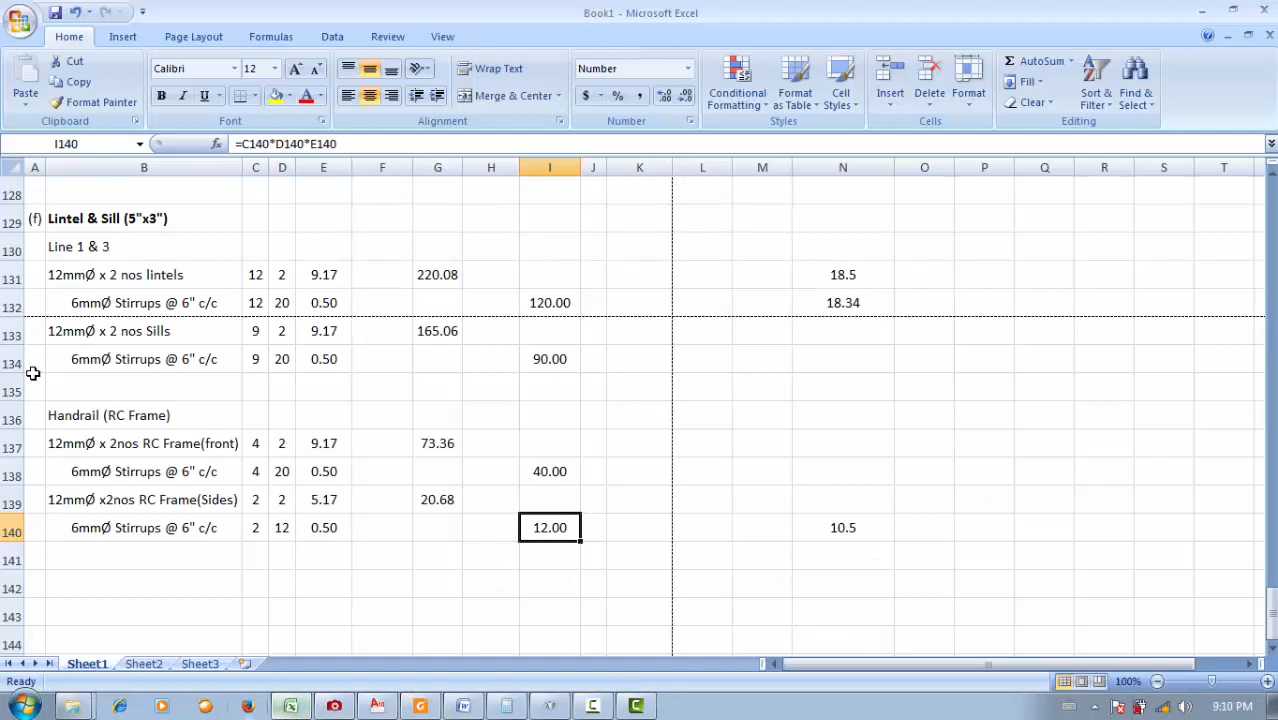 Book1 - Microsoft Excel
Home Insert Page Layout Formulas Data Review View
Cut
Copy
Format Painter
Paste
Clipboard
Calibri 12
B I U
Font
Wrap Text
Merge & Center
Alignment
Number
$ % ,
Number
Conditional Formatting
Format as Table
Cell Styles
Styles
Insert Delete Format
Cells
AutoSum
Fill
Clear
Sort & Filter
Find & Select
Editing
I140 fx =C140*D140*E140
A B C D E F G H I J K L M N O P Q R S T
128
129 (f) Lintel & Sill (5"x3")
130 Line 1 & 3
131 12mmØ x 2 nos lintels 12 2 9.17 220.08 18.5
132 6mmØ Stirrups @ 6" c/c 12 20 0.50 120.00 18.34
133 12mmØ x 2 nos Sills 9 2 9.17 165.06
134 6mmØ Stirrups @ 6" c/c 9 20 0.50 90.00
135
136 Handrail (RC Frame)
137 12mmØ x 2nos RC Frame(front) 4 2 9.17 73.36
138 6mmØ Stirrups @ 6" c/c 4 20 0.50 40.00
139 12mmØ x2nos RC Frame(Sides) 2 2 5.17 20.68
140 6mmØ Stirrups @ 6" c/c 2 12 0.50 12.00 10.5
141
142
143
144
Sheet1 Sheet2 Sheet3
Ready 100%
9:10 PM